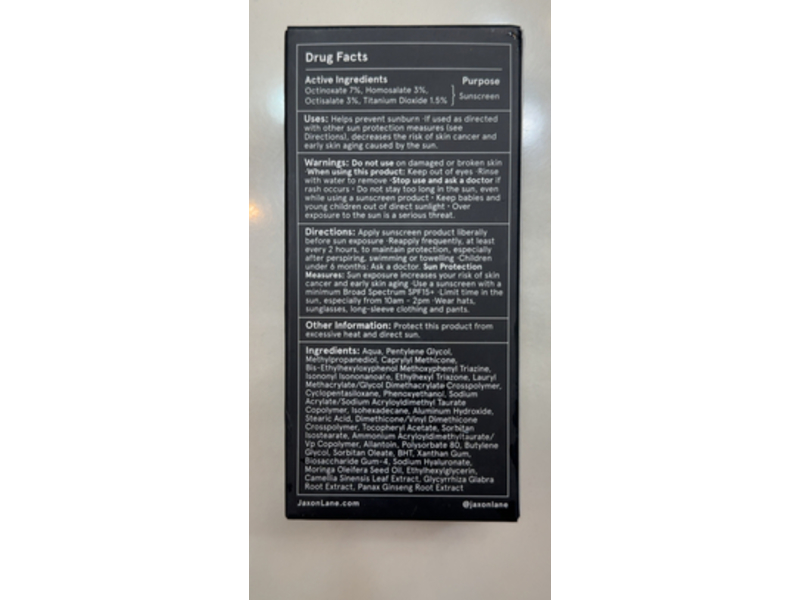 Drug Facts
Active Ingredients Purpose
Octinoxate 7%, Homosalate 3%,
Octisalate 3%, Titanium Dioxide 1.5% Sunscreen
Uses: Helps prevent sunburn ·If used as directed
with other sun protection measures (see
Directions), decreases the risk of skin cancer and
early skin aging caused by the sun.
Warnings: Do not use on damaged or broken skin
·When using this product: Keep out of eyes ·Rinse
with water to remove ·Stop use and ask a doctor if
rash occurs · Do not stay too long in the sun, even
while using a sunscreen product · Keep babies and
young children out of direct sunlight · Over
exposure to the sun is a serious threat.
Directions: Apply sunscreen product liberally
before sun exposure ·Reapply frequently, at least
every 2 hours, to maintain protection, especially
after perspiring, swimming or towelling ·Children
under 6 months: Ask a doctor. Sun Protection
Measures: Sun exposure increases your risk of skin
cancer and early skin aging ·Use a sunscreen with a
minimum Broad Spectrum SPF15+ ·Limit time in the
sun, especially from 10am - 2pm ·Wear hats,
sunglasses, long-sleeve clothing and pants.
Other Information: Protect this product from
excessive heat and direct sun.
Ingredients: Aqua, Pentylene Glycol,
Methylpropanediol, Caprylyl Methicone,
Bis-Ethylhexyloxyphenol Methoxyphenyl Triazine,
Isononyl Isononanoate, Ethylhexyl Triazone, Lauryl
Methacrylate/Glycol Dimethacrylate Crosspolymer,
Cyclopentasiloxane, Phenoxyethanol, Sodium
Acrylate/Sodium Acryloyldimethyl Taurate
Copolymer, Isohexadecane, Aluminum Hydroxide,
Stearic Acid, Dimethicone/Vinyl Dimethicone
Crosspolymer, Tocopheryl Acetate, Sorbitan
Isostearate, Ammonium Acryloyldimethyltaurate/
Vp Copolymer, Allantoin, Polysorbate 80, Butylene
Glycol, Sorbitan Oleate, BHT, Xanthan Gum,
Biosaccharide Gum-4, Sodium Hyaluronate,
Moringa Oleifera Seed Oil, Ethylhexylglycerin,
Camellia Sinensis Leaf Extract, Glycyrrhiza Glabra
Root Extract, Panax Ginseng Root Extract
JaxonLane.com @jaxonlane